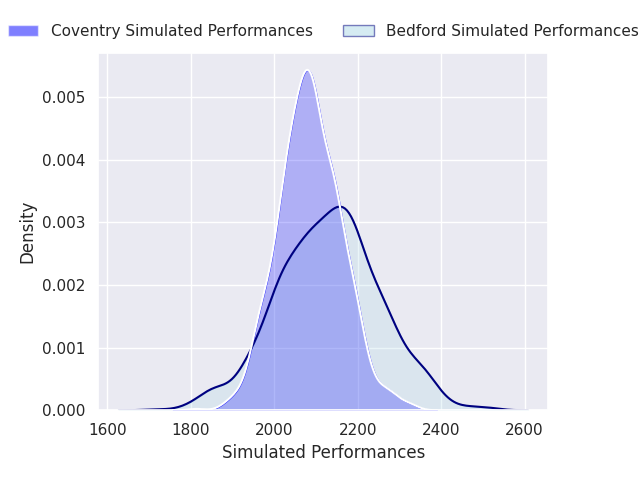 Coventry Simulated Performances Bedford Simulated Performances
0.005
0.004
0.003
0.002
0.001
0.000
Density
1600 1800 2000 2200 2400 2600
Simulated Performances